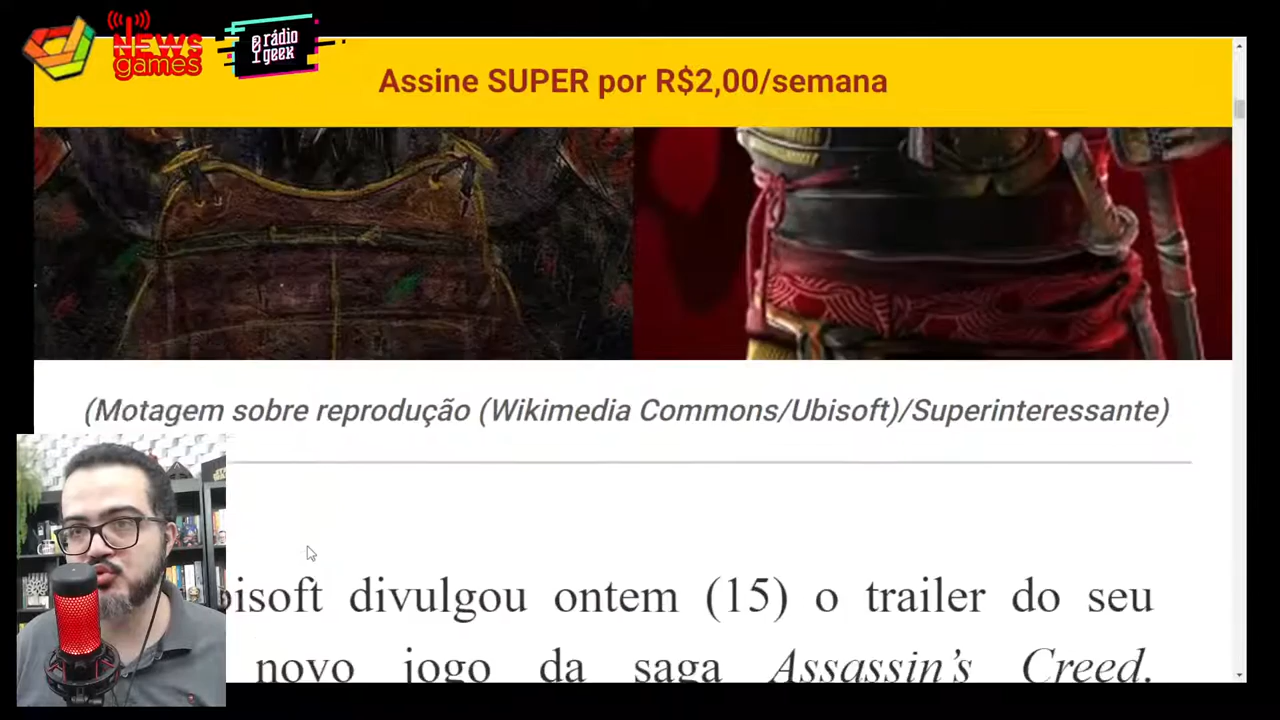 NEWS
games
rádio
geek
Assine SUPER por R$2,00/semana
(Motagem sobre reprodução (Wikimedia Commons/Ubisoft)/Superinteressante)
isoft divulgou ontem (15) o trailer do seu
novo jogo da saga Assassin's Creed.